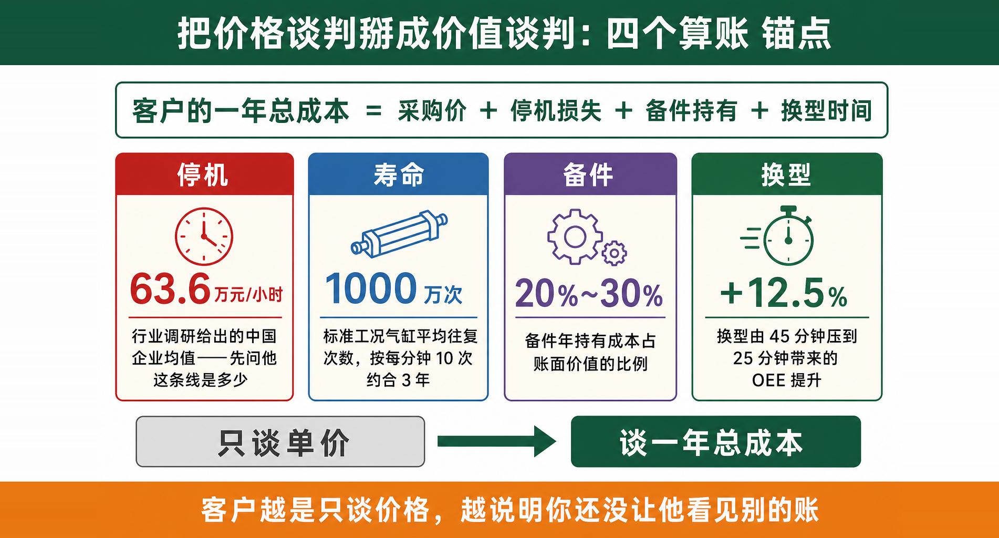 把价格谈判掰成价值谈判：四个算账 锚点
客户的一年总成本 = 采购价 + 停机损失 + 备件持有 + 换型时间
停机
63.6 万元/小时
行业调研给出的中国
企业均值——先问他
这条线是多少
寿命
1000 万次
标准工况气缸平均往复
次数，按每分钟 10 次
约合 3 年
备件
20%~30%
备件年持有成本占
账面价值的比例
换型
+12.5%
换型由 45 分钟压到
25 分钟带来的
OEE 提升
只谈单价
谈一年总成本
客户越是只谈价格，越说明你还没让他看见别的账